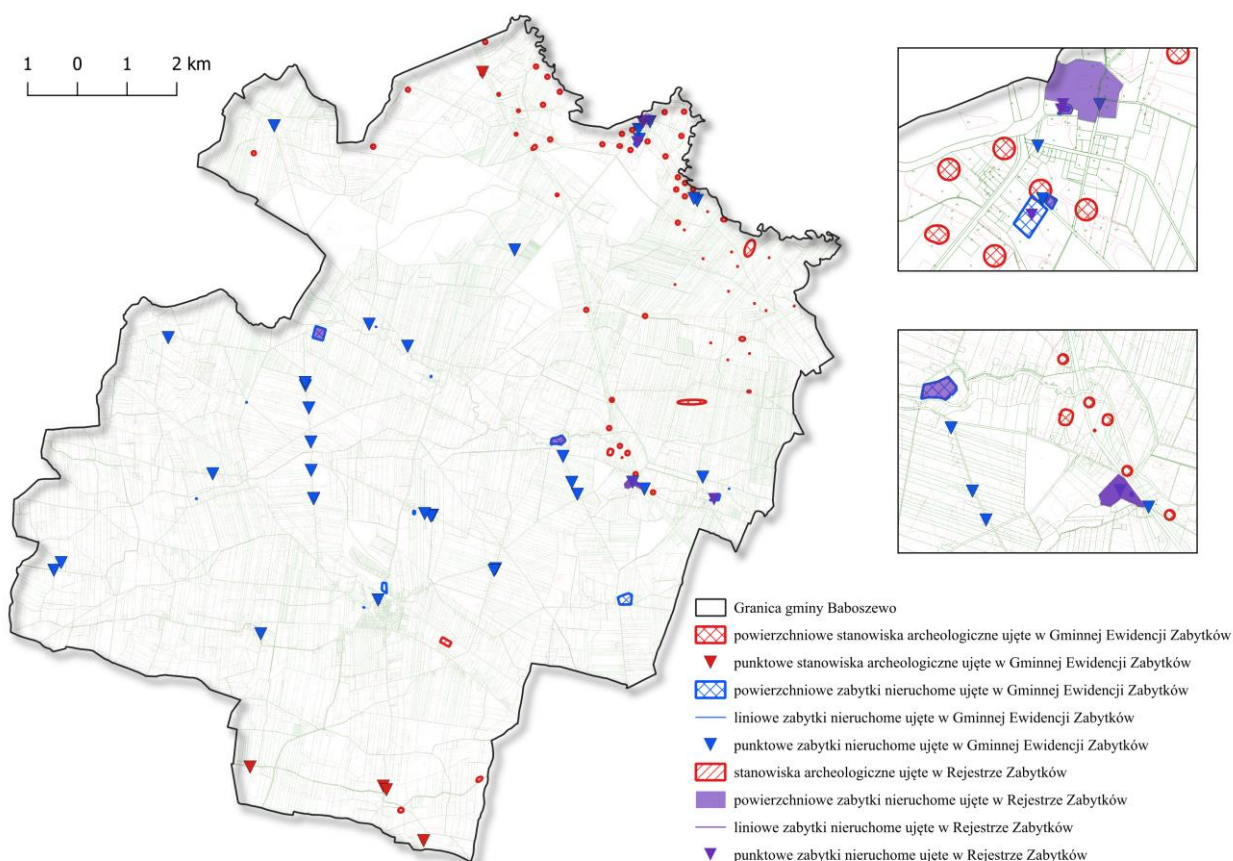 1 0 1 2 km
Granica gminy Baboszewo
powierzchniowe stanowiska archeologiczne ujęte w Gminnej Ewidencji Zabytków
punktowe stanowiska archeologiczne ujęte w Gminnej Ewidencji Zabytków
powierzchniowe zabytki nieruchome ujęte w Gminnej Ewidencji Zabytków
liniowe zabytki nieruchome ujęte w Gminnej Ewidencji Zabytków
punktowe zabytki nieruchome ujęte w Gminnej Ewidencji Zabytków
stanowiska archeologiczne ujęte w Rejestrze Zabytków
powierzchniowe zabytki nieruchome ujęte w Rejestrze Zabytków
liniowe zabytki nieruchome ujęte w Rejestrze Zabytków
punktowe zabytki nieruchome ujęte w Rejestrze Zabytków